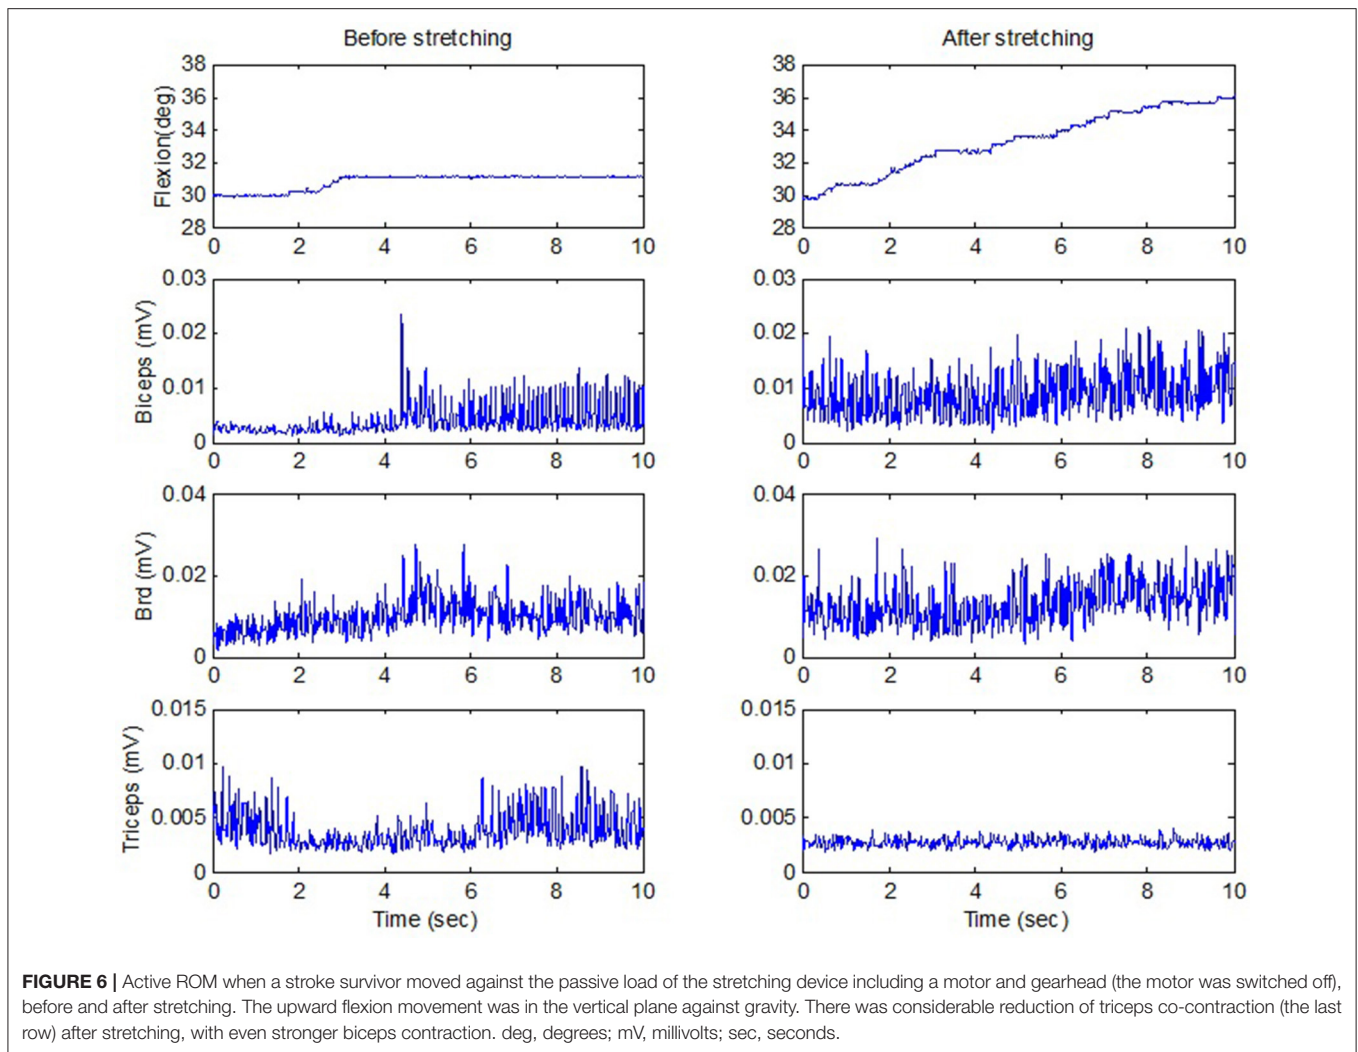 Before stretching
After stretching
38
36
34
32
30
28
Flexion(deg)
0 2 4 6 8 10
38
36
34
32
30
28
0 2 4 6 8 10
0.03
0.02
0.01
0
Biceps (mV)
0 2 4 6 8 10
0.03
0.02
0.01
0
0 2 4 6 8 10
0.04
0.02
0
Brd (mV)
0 2 4 6 8 10
0.04
0.02
0
0 2 4 6 8 10
0.015
0.01
0.005
0
Triceps (mV)
0 2 4 6 8 10
Time (sec)
0.015
0.01
0.005
0
0 2 4 6 8 10
Time (sec)
FIGURE 6 | Active ROM when a stroke survivor moved against the passive load of the stretching device including a motor and gearhead (the motor was switched off),
before and after stretching. The upward flexion movement was in the vertical plane against gravity. There was considerable reduction of triceps co-contraction (the last
row) after stretching, with even stronger biceps contraction. deg, degrees; mV, millivolts; sec, seconds.